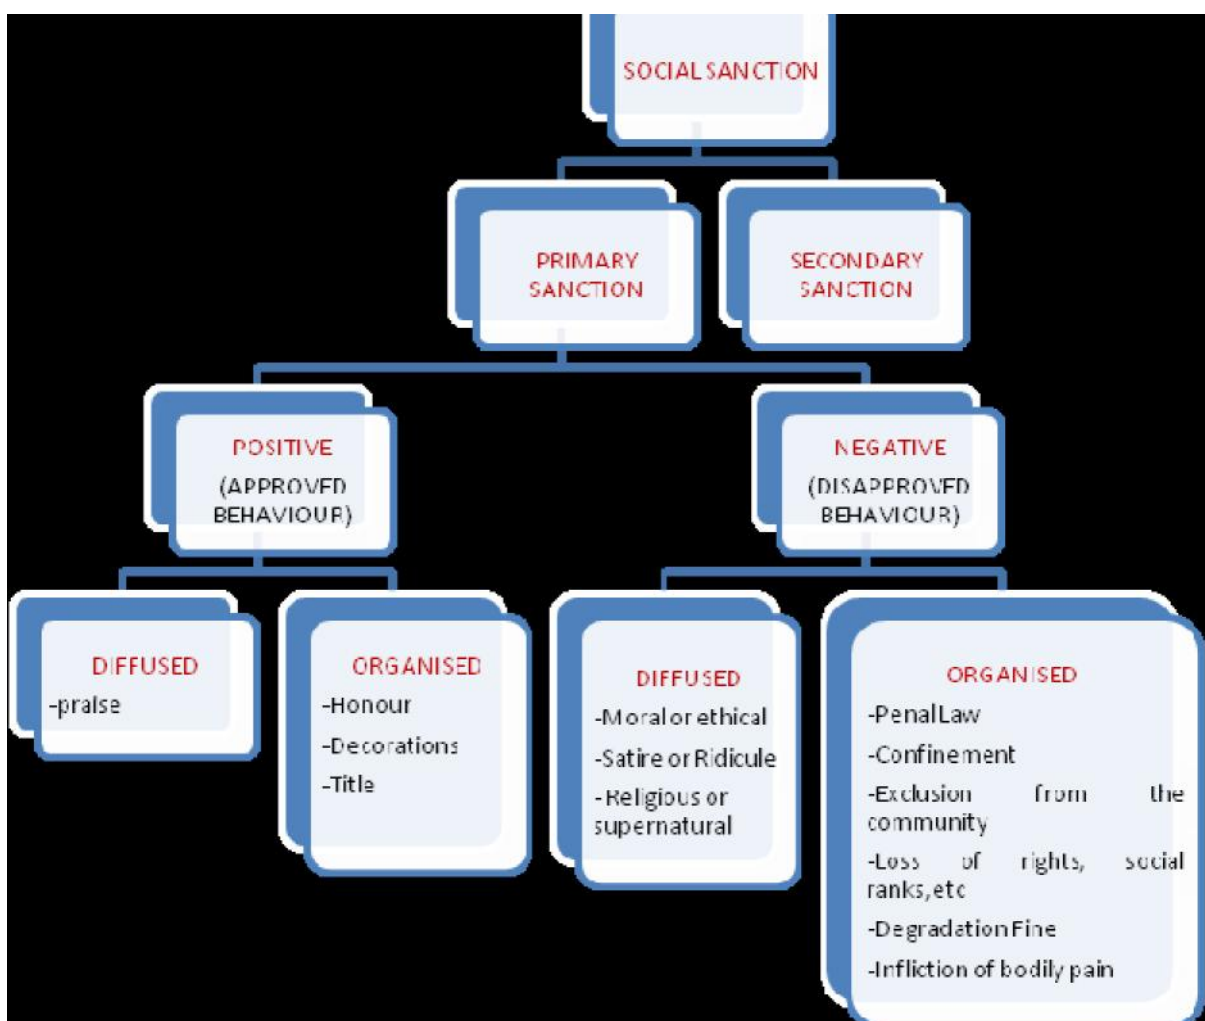 SOCIAL SANCTION
PRIMARY
SANCTION
SECONDARY
SANCTION
POSITIVE
(APPROVED
BEHAVIOUR)
NEGATIVE
(DISAPPROVED
BEHAVIOUR)
DIFFUSED
-praise
ORGANISED
-Honour
-Decorations
-Title
DIFFUSED
-Moral or ethical
-Satire or Ridicule
- Religious or
supernatural
ORGANISED
-Penal Law
-Confinement
-Exclusion from the
community
-Loss of rights, social
ranks,etc
-Degradation Fine
-Infliction of bodily pain